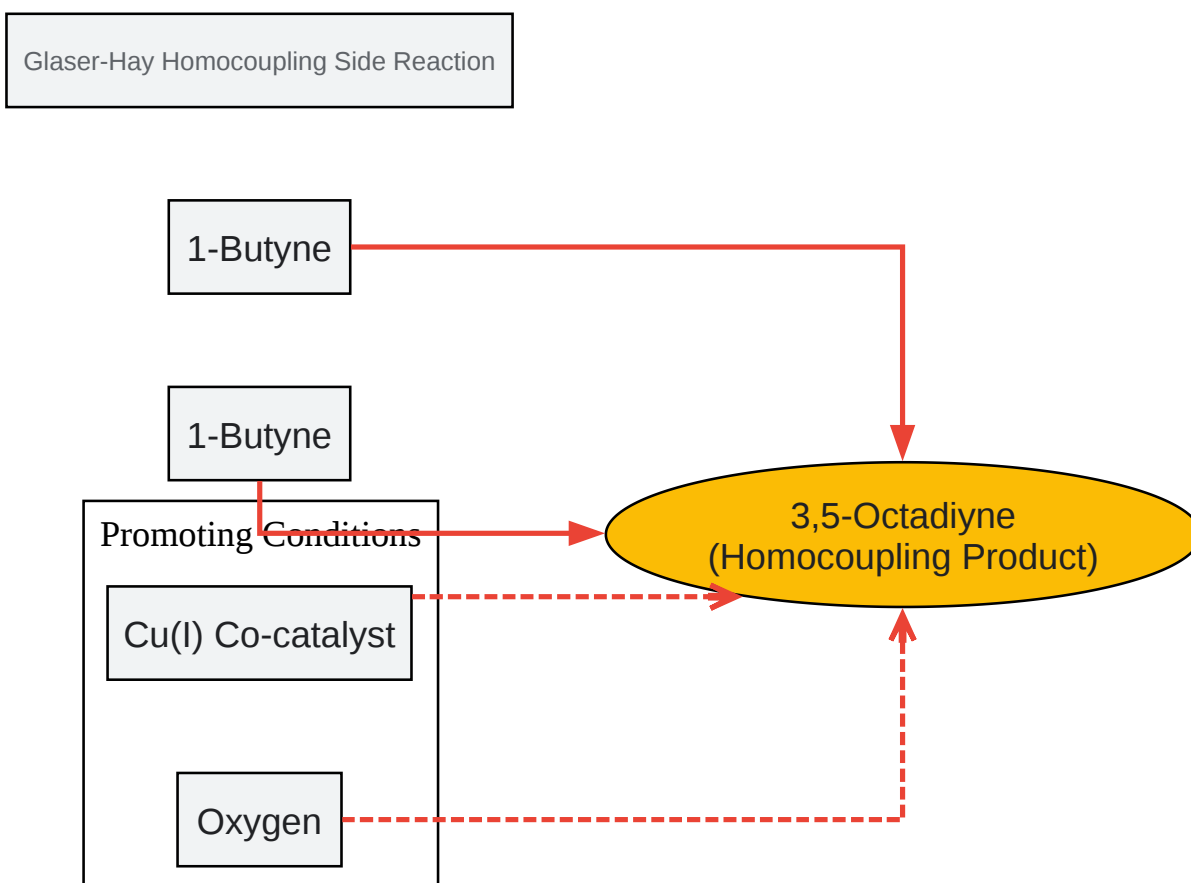 Glaser-Hay Homocoupling Side Reaction
1-Butyne
1-Butyne
Promoting Conditions
3,5-Octadiyne
(Homocoupling Product)
Cu(I) Co-catalyst
Oxygen